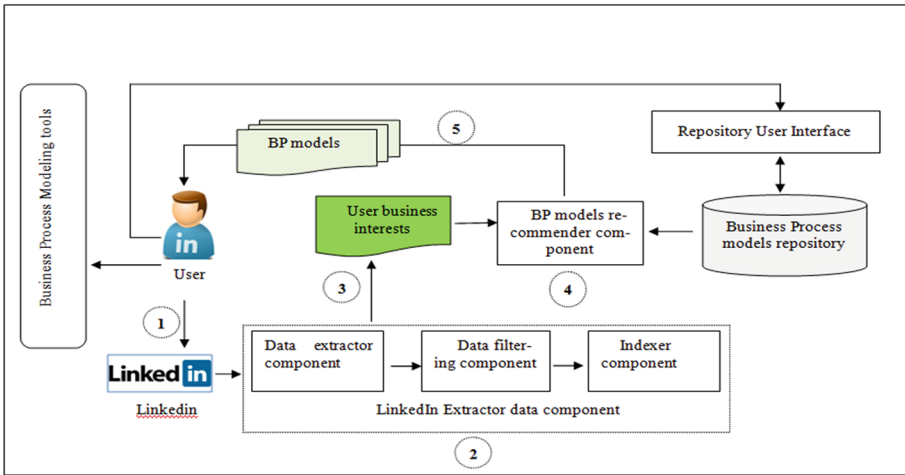 Business Process Modeling tools
BP models
5
Repository User Interface
in
User
User business
interests
BP models re-
commender com-
ponent
Business Process
models repository
1
3
4
Linked in
Linkedin
Data extractor
component
Data filter-
ing component
Indexer
component
LinkedIn Extractor data component
2